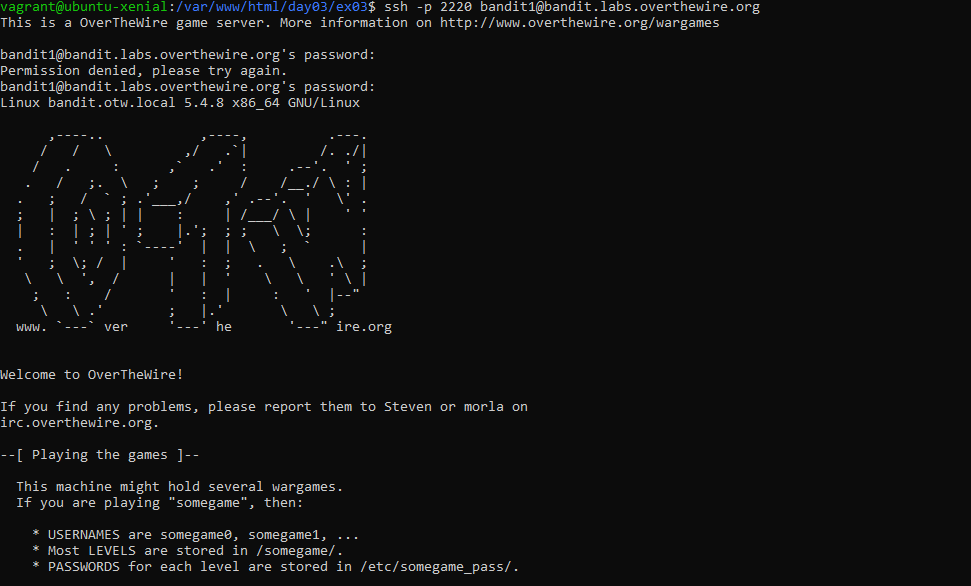 vagrant@ubuntu-xenial:/var/www/html/day03/ex03$ ssh -p 2220 bandit1@bandit.labs.overthewire.org
This is a OverTheWire game server. More information on http://www.overthewire.org/wargames
bandit1@bandit.labs.overthewire.org's password:
Permission denied, please try again.
bandit1@bandit.labs.overthewire.org's password:
Linux bandit.otw.local 5.4.8 x86_64 GNU/Linux
      ,----..            ,----,          .---.
     /   /   \         ,/   .`|         /. ./|
    /   .     :      ,`   .'  :     .--'.  ' ;
   .   /   ;.  \   ;    ;     /    /__./ \ : |
  .   ;   /  ` ; .'___,/    ,' .--'.  '   \' .
  ;   |  ; \ ; | |    :     | /___/ \ |    ' '
  |   :  | ; | ' ;    |.';  ; ;   \  \;      :
  .   |  ' ' ' : `----'  |  |  \   ;  `      |
  '   ;  \; /  |     '   :  ;   .   \    .\  ;
   \   \  ',  /      |   |  '    \   \   ' \ |
    ;   :    /       '   :  |     :   '  |--"
     \   \ .'        ;   |.'       \   \ ;
  www. `---` ver     '---' he       '---" ire.org
Welcome to OverTheWire!
If you find any problems, please report them to Steven or morla on
irc.overthewire.org.
--[ Playing the games ]--
  This machine might hold several wargames.
  If you are playing "somegame", then:
    * USERNAMES are somegame0, somegame1, ...
    * Most LEVELS are stored in /somegame/.
    * PASSWORDS for each level are stored in /etc/somegame_pass/.